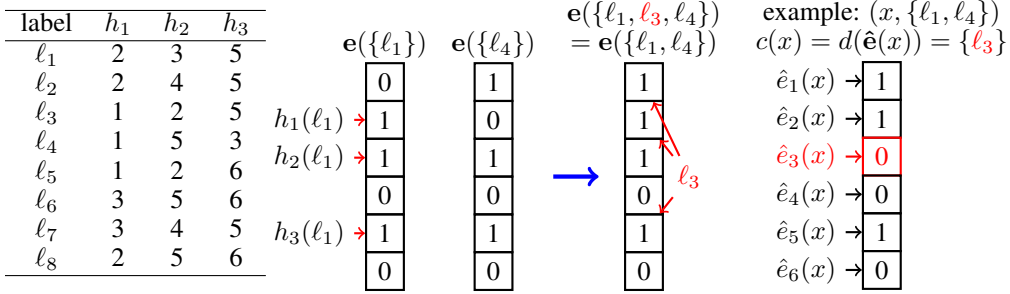 label h₁ h₂ h₃
ℓ₁ 2 3 5
ℓ₂ 2 4 5
ℓ₃ 1 2 5
ℓ₄ 1 5 3
ℓ₅ 1 2 6
ℓ₆ 3 5 6
ℓ₇ 3 4 5
ℓ₈ 2 5 6
e({ℓ₁})
0
h₁(ℓ₁) 1
h₂(ℓ₁) 1
0
h₃(ℓ₁) 1
0
e({ℓ₄})
1
0
1
0
1
0
e({ℓ₁, ℓ₃, ℓ₄})
= e({ℓ₁, ℓ₄})
1
1
1
0
1
0
ℓ₃
example: (x, {ℓ₁, ℓ₄})
c(x) = d(ê(x)) = {ℓ₃}
ê₁(x) 1
ê₂(x) 1
ê₃(x) 0
ê₄(x) 0
ê₅(x) 1
ê₆(x) 0